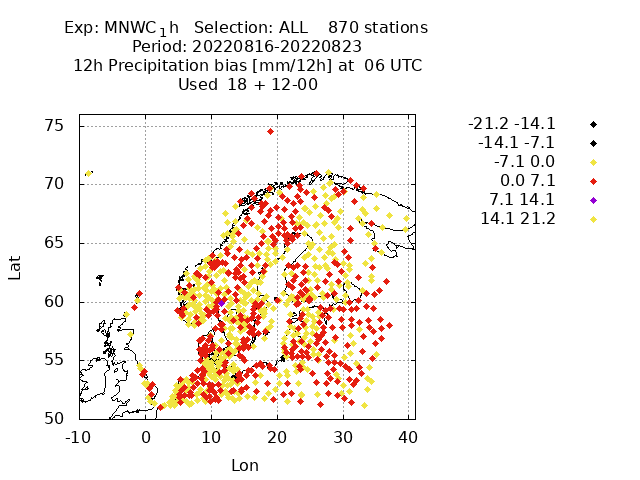 Exp: MNWC1h   Selection: ALL    870 stations
Period: 20220816-20220823
12h Precipitation bias [mm/12h] at  06 UTC
Used  18 + 12-00
-21.2 -14.1
-14.1 -7.1
-7.1 0.0
0.0 7.1
7.1 14.1
14.1 21.2
75
70
65
60
55
50
Lat
-10 0 10 20 30 40
Lon